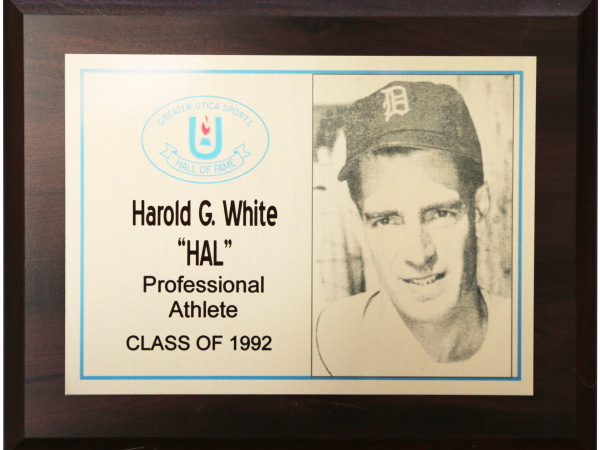 GREATER UTICA SPORTS
U
HALL OF FAME
D
Harold G. White
“HAL”
Professional
Athlete
CLASS OF 1992